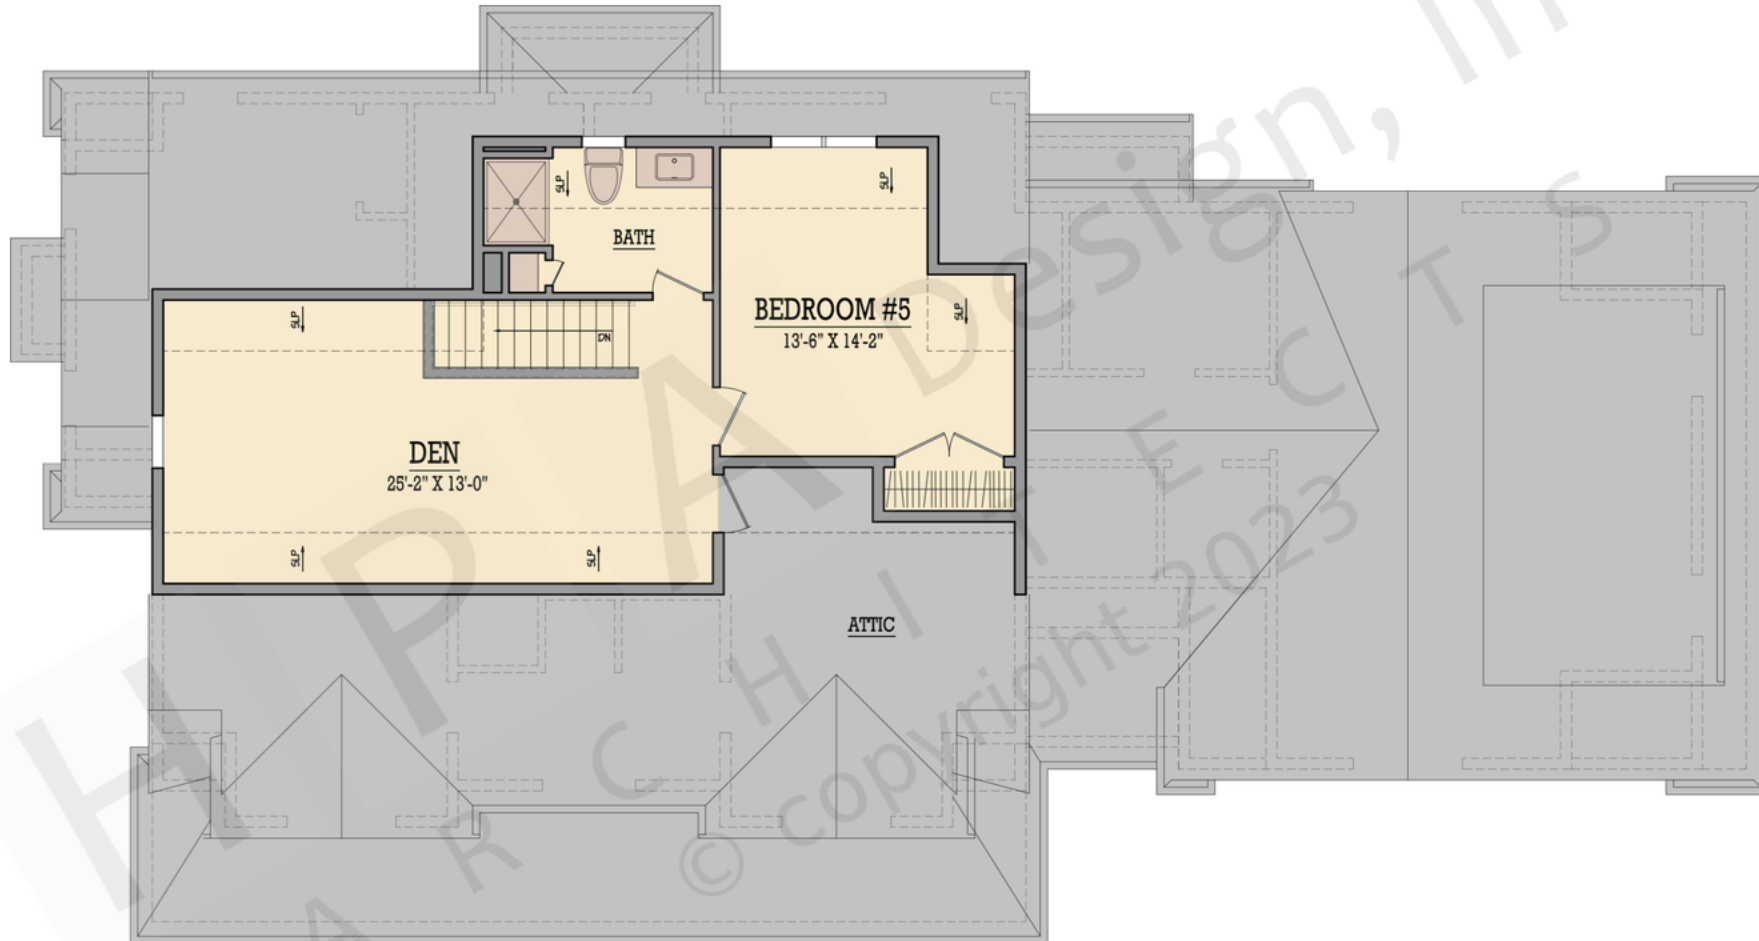 SLP
SLP
BATH
SLP
BEDROOM #5
13'-6" X 14'-2"
SLP
DN
DEN
25'-2" X 13'-0"
SLP
SLP
ATTIC
HPA Design, In
ARCHITECTS
© copyright 2023